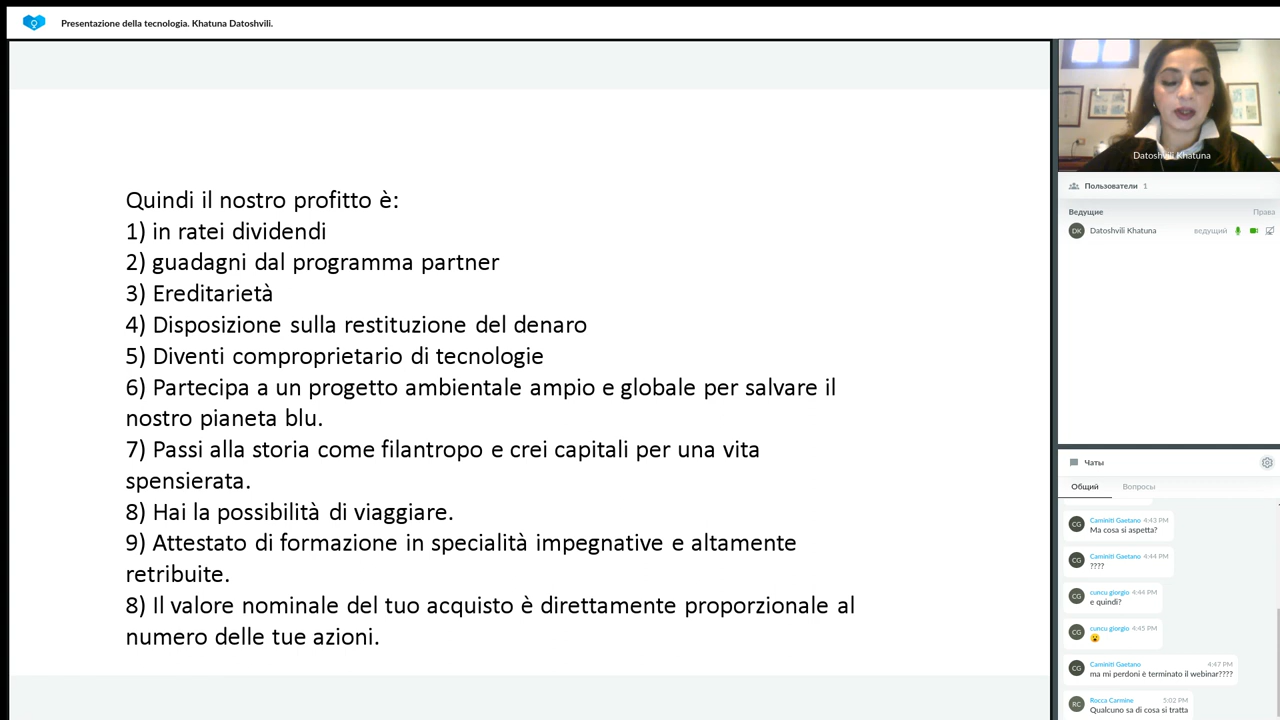 Presentazione della tecnologia. Khatuna Datoshvili.
Quindi il nostro profitto è:
1) in ratei dividendi
2) guadagni dal programma partner
3) Ereditarietà
4) Disposizione sulla restituzione del denaro
5) Diventi comproprietario di tecnologie
6) Partecipa a un progetto ambientale ampio e globale per salvare il
nostro pianeta blu.
7) Passi alla storia come filantropo e crei capitali per una vita
spensierata.
8) Hai la possibilità di viaggiare.
9) Attestato di formazione in specialità impegnative e altamente
retribuite.
8) Il valore nominale del tuo acquisto è direttamente proporzionale al
numero delle tue azioni.
Datoshvili Khatuna
Пользователи 1
Ведущие Права
DK Datoshvili Khatuna ведущий
Чаты
Общий Вопросы
CG Caminiti Gaetano 4:43 PM
Ma cosa si aspetta?
CG Caminiti Gaetano 4:44 PM
????
CG cuncu giorgio 4:44 PM
e quindi?
CG cuncu giorgio 4:45 PM
😮
CG Caminiti Gaetano 4:47 PM
ma mi perdoni è terminato il webinar????
RC Rocca Carmine 5:02 PM
Qualcuno sa di cosa si tratta